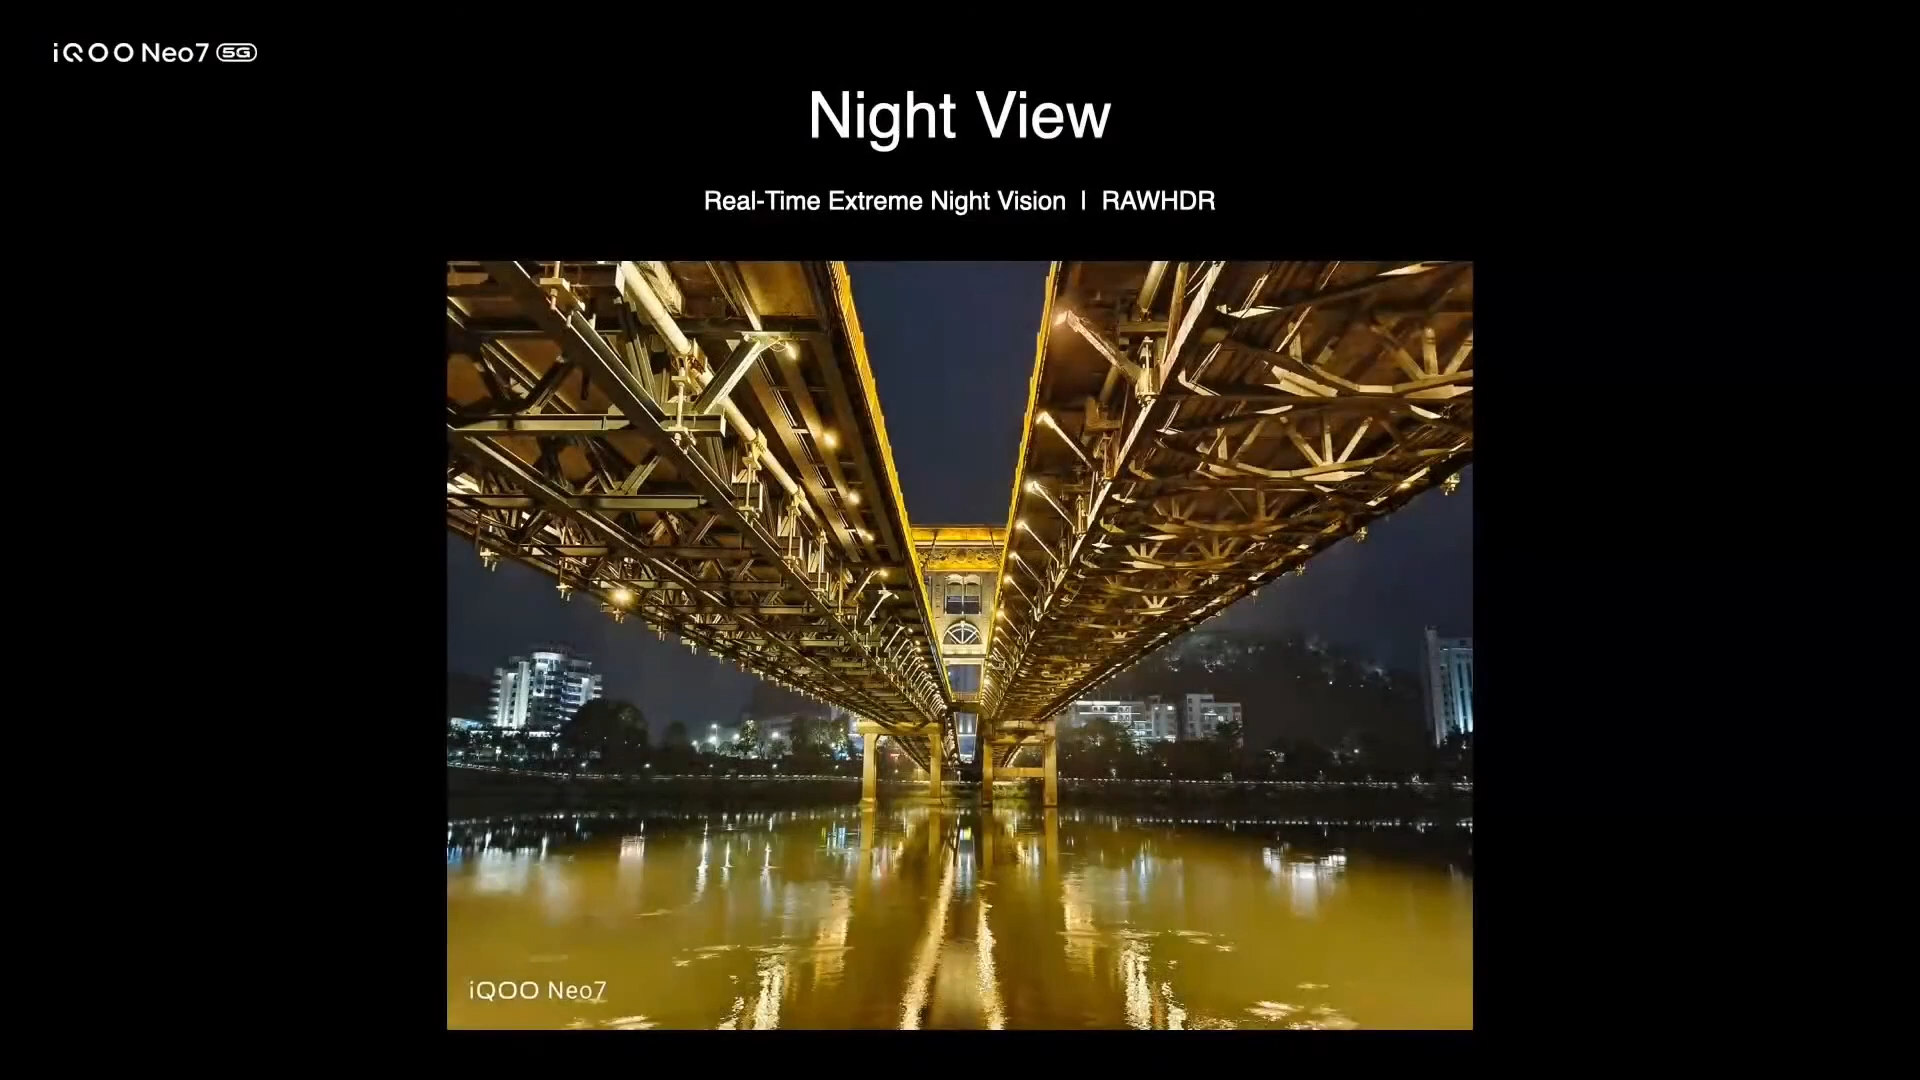 iQOO Neo7 5G
Night View
Real-Time Extreme Night Vision | RAWHDR
iQOO Neo7